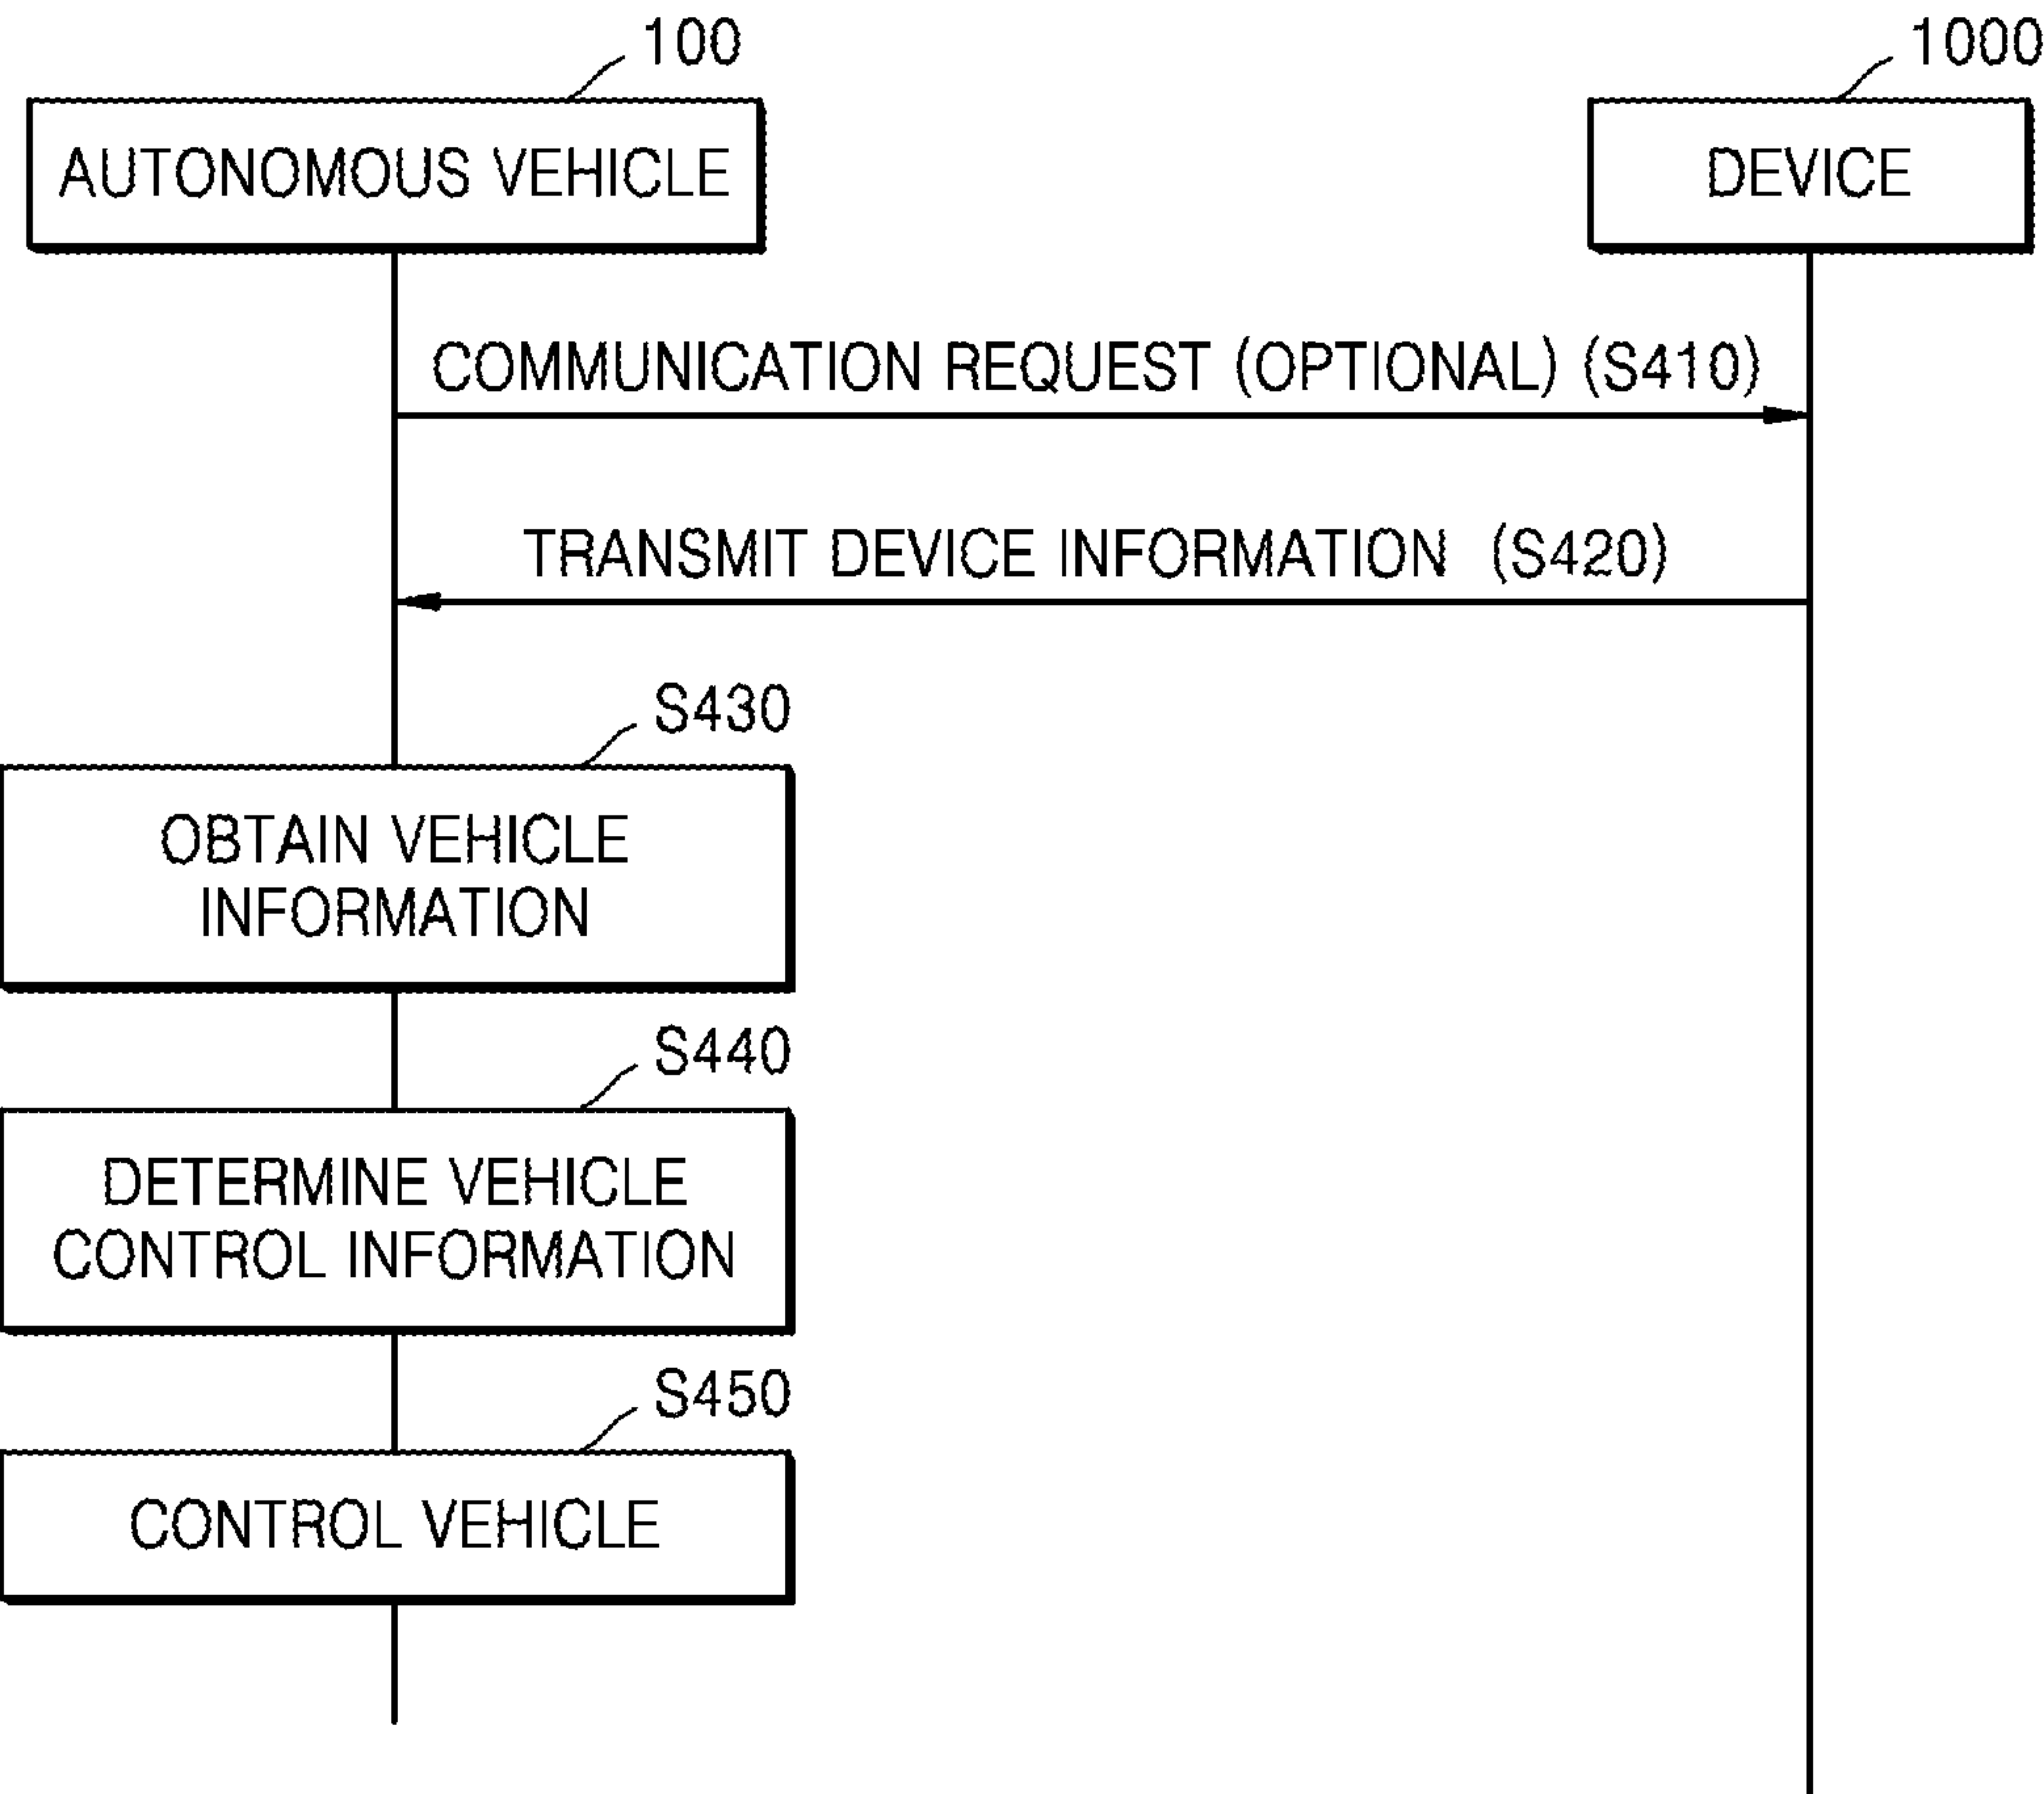 100
1000
AUTONOMOUS VEHICLE
DEVICE
COMMUNICATION REQUEST (OPTIONAL) (S410)
TRANSMIT DEVICE INFORMATION (S420)
S430
OBTAIN VEHICLE
INFORMATION
S440
DETERMINE VEHICLE
CONTROL INFORMATION
S450
CONTROL VEHICLE